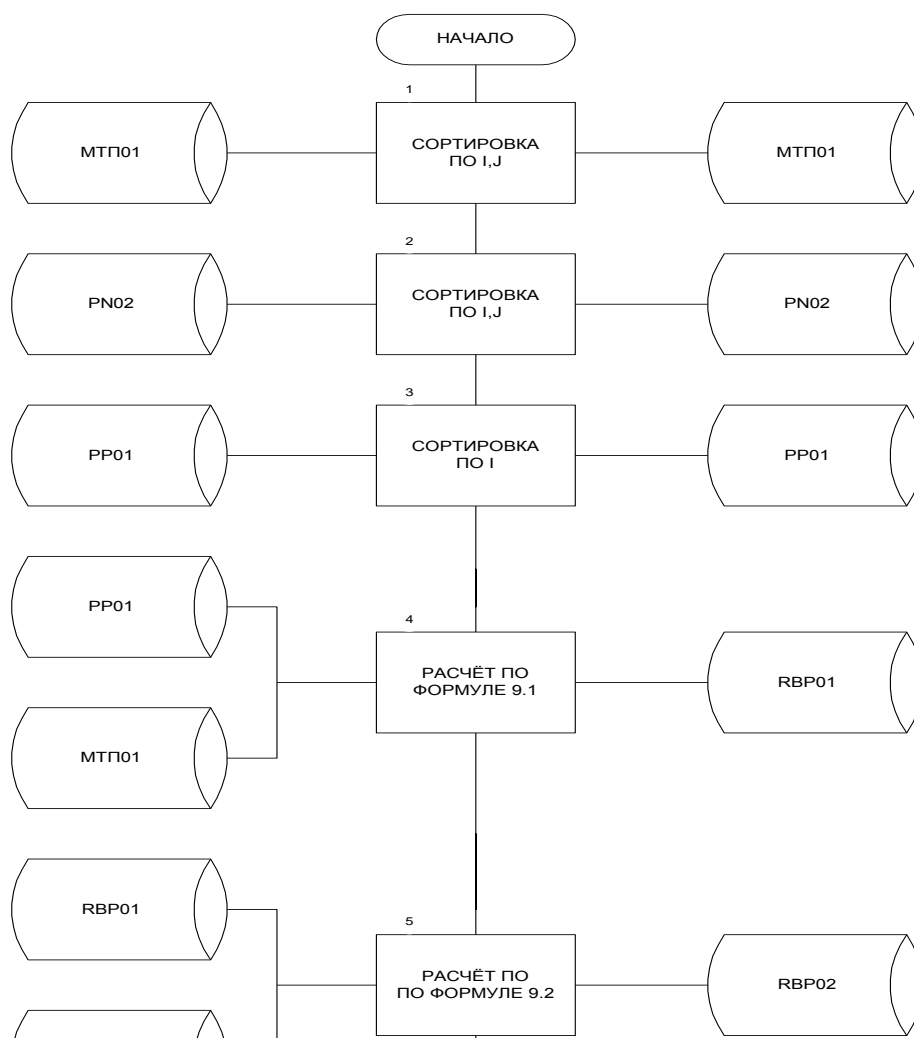 НАЧАЛО
1
МТП01
СОРТИРОВКА
ПО I,J
МТП01
2
PN02
СОРТИРОВКА
ПО I,J
PN02
3
PP01
СОРТИРОВКА
ПО I
PP01
PP01
4
РАСЧЁТ ПО
ФОРМУЛЕ 9.1
RBP01
МТП01
RBP01
5
РАСЧЁТ ПО
ПО ФОРМУЛЕ 9.2
RBP02